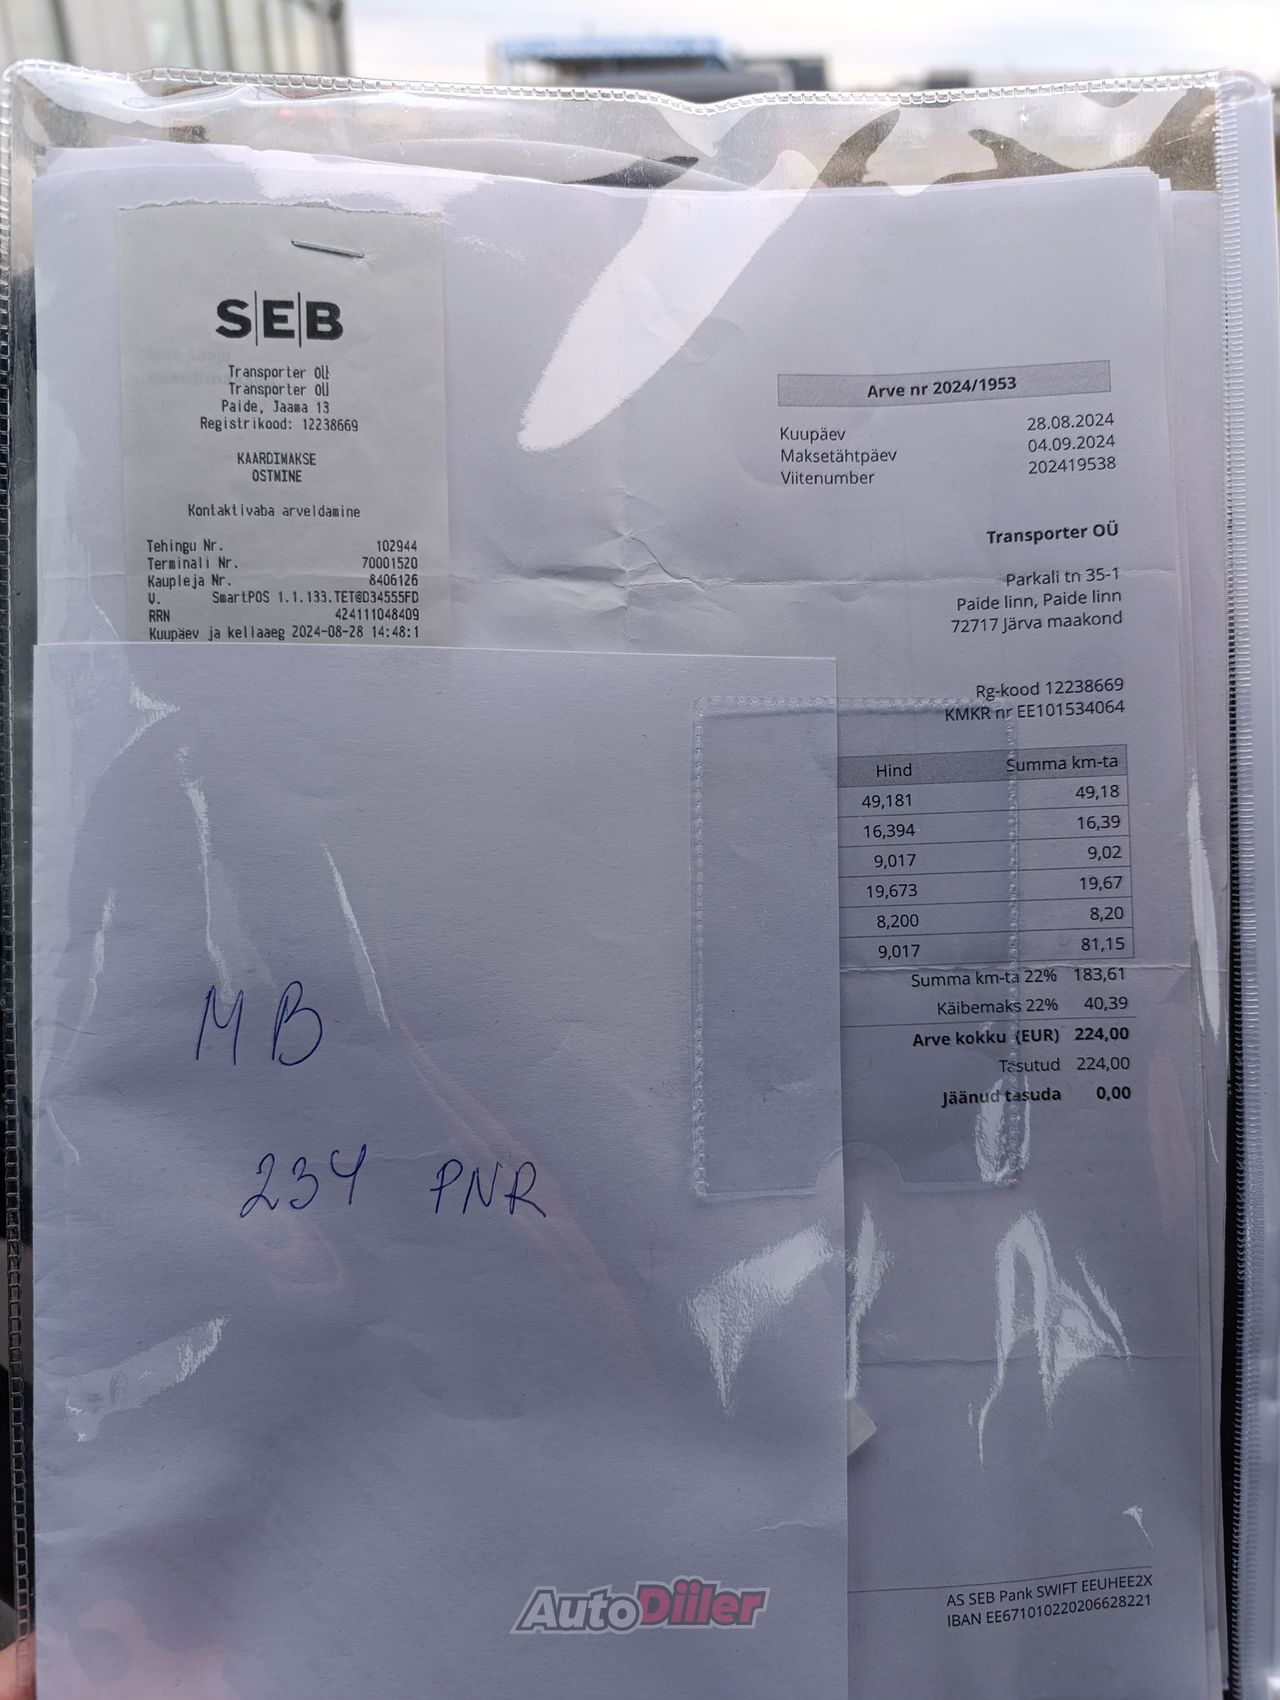 SEB
Transporter OÜ
Transporter OÜ
Paide, Jaama 13
Registrikood: 12238669
KAARDIMAKSE
OSTMINE
Kontaktivaba arveldamine
Tehingu Nr. 102944
Terminali Nr. 70001520
Kaupleja Nr. 8406126
V. SmartPOS 1.1.133.TET@D34555FD
RRN 424111048409
Kuupäev ja kellaaeg 2024-08-28 14:48:1
Arve nr 2024/1953
Kuupäev 28.08.2024
Maksetähtpäev 04.09.2024
Viitenumber 202419538
Transporter OÜ
Parkali tn 35-1
Paide linn, Paide linn
72717 Järva maakond
Rg-kood 12238669
KMKR nr EE101534064
Hind Summa km-ta
49,181 49,18
16,394 16,39
9,017 9,02
19,673 19,67
8,200 8,20
9,017 81,15
Summa km-ta 22% 183,61
Käibemaks 22% 40,39
Arve kokku (EUR) 224,00
Tasutud 224,00
Jäänud tasuda 0,00
MB
234 PNR
AS SEB Pank SWIFT EEUHEE2X
IBAN EE671010220206628221
AutoDiiler